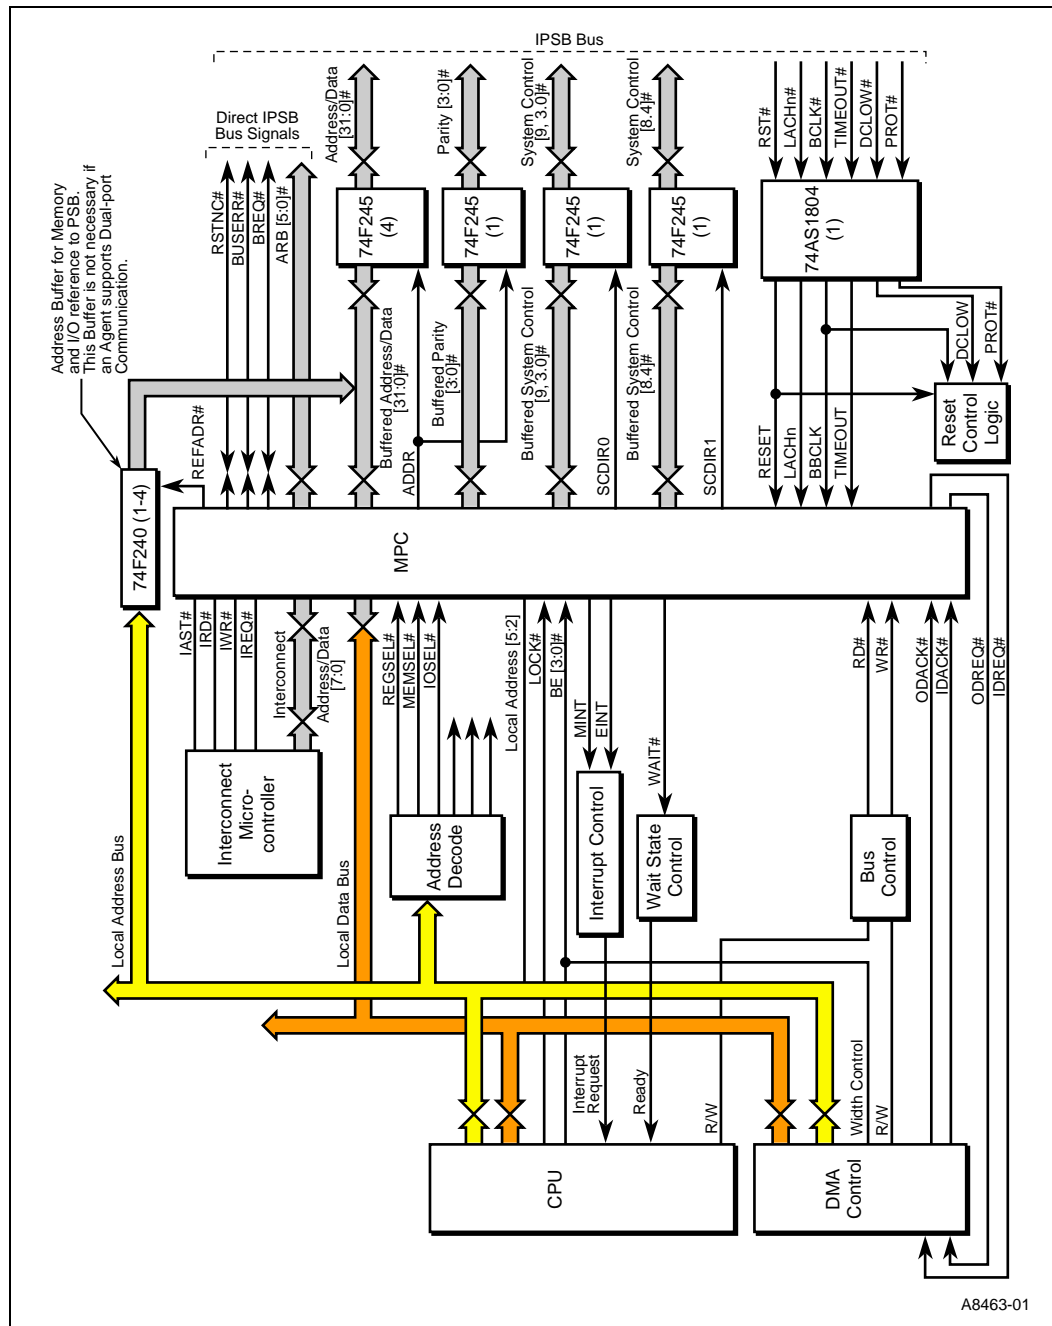 IPSB Bus
Direct IPSB
Bus Signals
Address Buffer for Memory
and I/O reference to PSB.
This Buffer is not necessary if
an Agent supports Dual-port
Communication.
RSTNC#
BUSERR#
BREQ#
ARB [5:0]#
Address/Data
[31:0]#
Parity [3:0]#
System Control
[9, 3.0]#
System Control
[8.4]#
RST#
LACHn#
BCLK#
TIMEOUT#
DCLOW#
PROT#
74F245
(4)
74F245
(1)
74F245
(1)
74F245
(1)
74AS1804
(1)
74F240 (1-4)
REFADR#
Buffered Address/Data
[31:0]#
ADDR
Buffered Parity
[3:0]#
Buffered System Control
[9, 3.0]#
SCDIR0
Buffered System Control
[8.4]#
SCDIR1
RESET
LACHn
BBCLK
TIMEOUT
DCLOW
PROT#
Reset
Control
Logic
MPC
IAST#
IRD#
IWR#
IREQ#
Interconnect
Address/Data
[7:0]
REGSEL#
MEMSEL#
IOSEL#
Local Address [5:2]
LOCK#
BE [3:0]#
MINT
EINT
WAIT#
RD#
WR#
ODACK#
IDACK#
ODREQ#
IDREQ#
Interconnect
Micro-
controller
Address
Decode
Interrupt Control
Wait State
Control
Bus
Control
Local Address Bus
Local Data Bus
Interrupt
Request
Ready
R/W
Width Control
R/W
CPU
DMA
Control
A8463-01